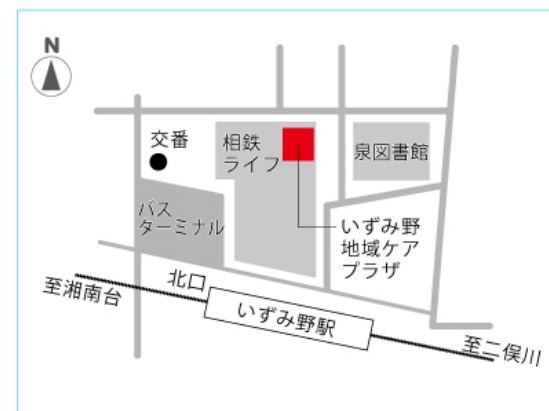 N
交番
相鉄
ライフ
泉図書館
バス
ターミナル
いずみ野
地域ケア
プラザ
北口
至湘南台
いずみ野駅
至二俣川